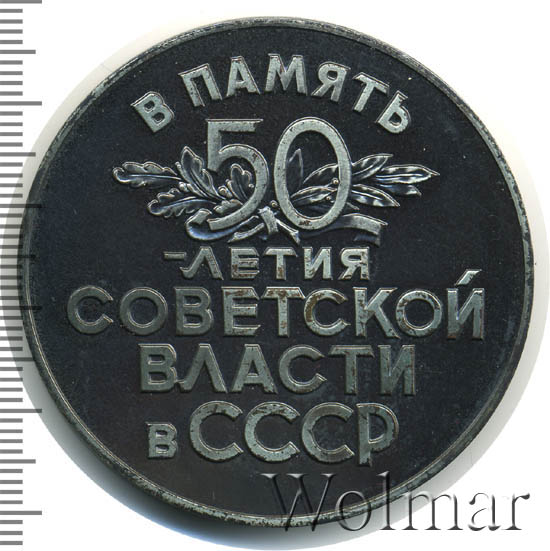 В ПАМЯТЬ
50
-ЛЕТИЯ
СОВЕТСКОЙ
ВЛАСТИ
в СССР
Wolmar